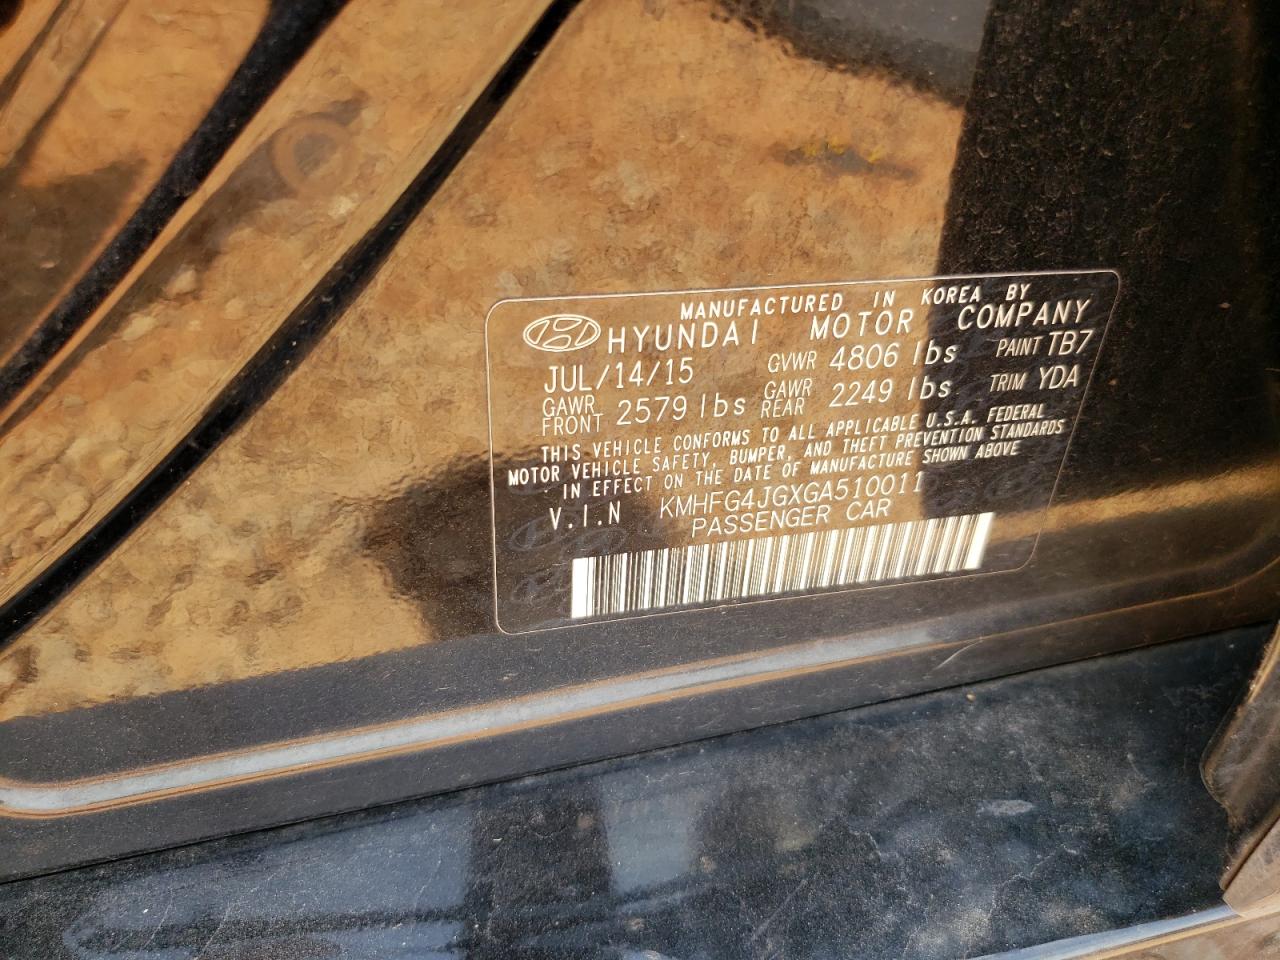 MANUFACTURED IN KOREA BY
HYUNDAI MOTOR COMPANY
JUL/14/15 GVWR 4806 lbs PAINT TB7
GAWR FRONT 2579 lbs GAWR REAR 2249 lbs TRIM YDA
THIS VEHICLE CONFORMS TO ALL APPLICABLE U.S.A. FEDERAL
MOTOR VEHICLE SAFETY, BUMPER, AND THEFT PREVENTION STANDARDS
IN EFFECT ON THE DATE OF MANUFACTURE SHOWN ABOVE
V.I.N KMHFG4JGXGA510011
PASSENGER CAR